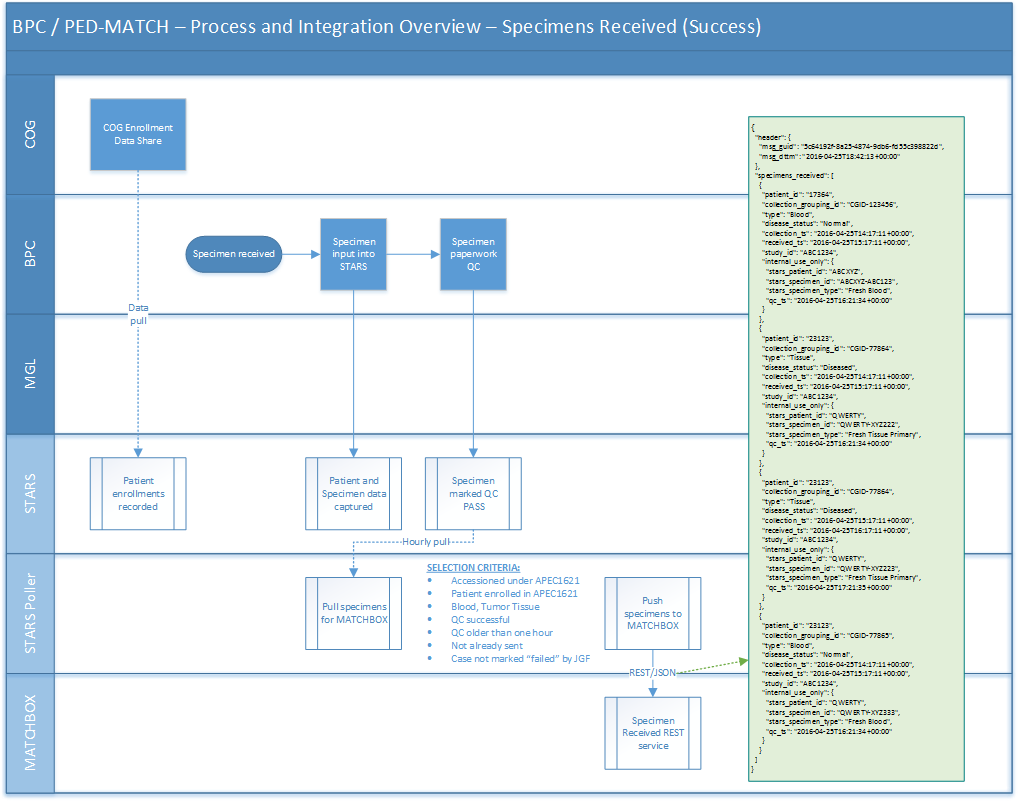 BPC / PED-MATCH – Process and Integration Overview – Specimens Received (Success)
COG
COG Enrollment
Data Share
BPC
Specimen received
Specimen
input into
STARS
Specimen
paperwork
QC
Data
pull
MGL
STARS
Patient
enrollments
recorded
Patient and
Specimen data
captured
Specimen
marked QC
PASS
Hourly pull
STARS Poller
Pull specimens
for MATCHBOX
SELECTION CRITERIA:
• Accessioned under APEC1621
• Patient enrolled in APEC1621
• Blood, Tumor Tissue
• QC successful
• QC older than one hour
• Not already sent
• Case not marked “failed” by JGF
Push
specimens to
MATCHBOX
REST/JSON
MATCHBOX
Specimen
Received REST
service
{
"header": {
"msg_guid": "5c64192f-8a25-4874-9db6-fd55c398822d",
"msg_dttm": "2016-04-25T18:42:13+00:00"
},
"specimens_received": [
{
"patient_id": "17364",
"collection_grouping_id": "CGID-123456",
"type": "Blood",
"disease_status": "Normal",
"collection_ts": "2016-04-25T14:17:11+00:00",
"received_ts": "2016-04-25T15:17:11+00:00",
"study_id": "ABC1234",
"internal_use_only": {
"stars_patient_id": "ABCXYZ",
"stars_specimen_id": "ABCXYZ-ABC123",
"stars_specimen_type": "Fresh Blood",
"qc_ts": "2016-04-25T16:21:34+00:00"
}
},
{
"patient_id": "23123",
"collection_grouping_id": "CGID-77864",
"type": "Tissue",
"disease_status": "Diseased",
"collection_ts": "2016-04-25T14:17:11+00:00",
"received_ts": "2016-04-25T15:17:11+00:00",
"study_id": "ABC1234",
"internal_use_only": {
"stars_patient_id": "QWERTY",
"stars_specimen_id": "QWERTY-XYZ222",
"stars_specimen_type": "Fresh Tissue Primary",
"qc_ts": "2016-04-25T16:21:34+00:00"
}
},
{
"patient_id": "23123",
"collection_grouping_id": "CGID-77864",
"type": "Tissue",
"disease_status": "Diseased",
"collection_ts": "2016-04-25T15:17:11+00:00",
"received_ts": "2016-04-25T16:17:11+00:00",
"study_id": "ABC1234",
"internal_use_only": {
"stars_patient_id": "QWERTY",
"stars_specimen_id": "QWERTY-XYZ223",
"stars_specimen_type": "Fresh Tissue Primary",
"qc_ts": "2016-04-25T17:21:35+00:00"
}
},
{
"patient_id": "23123",
"collection_grouping_id": "CGID-77865",
"type": "Blood",
"disease_status": "Normal",
"collection_ts": "2016-04-25T14:17:11+00:00",
"received_ts": "2016-04-25T15:17:11+00:00",
"study_id": "ABC1234",
"internal_use_only": {
"stars_patient_id": "QWERTY",
"stars_specimen_id": "QWERTY-XYZ333",
"stars_specimen_type": "Fresh Blood",
"qc_ts": "2016-04-25T16:21:34+00:00"
}
}
]
}